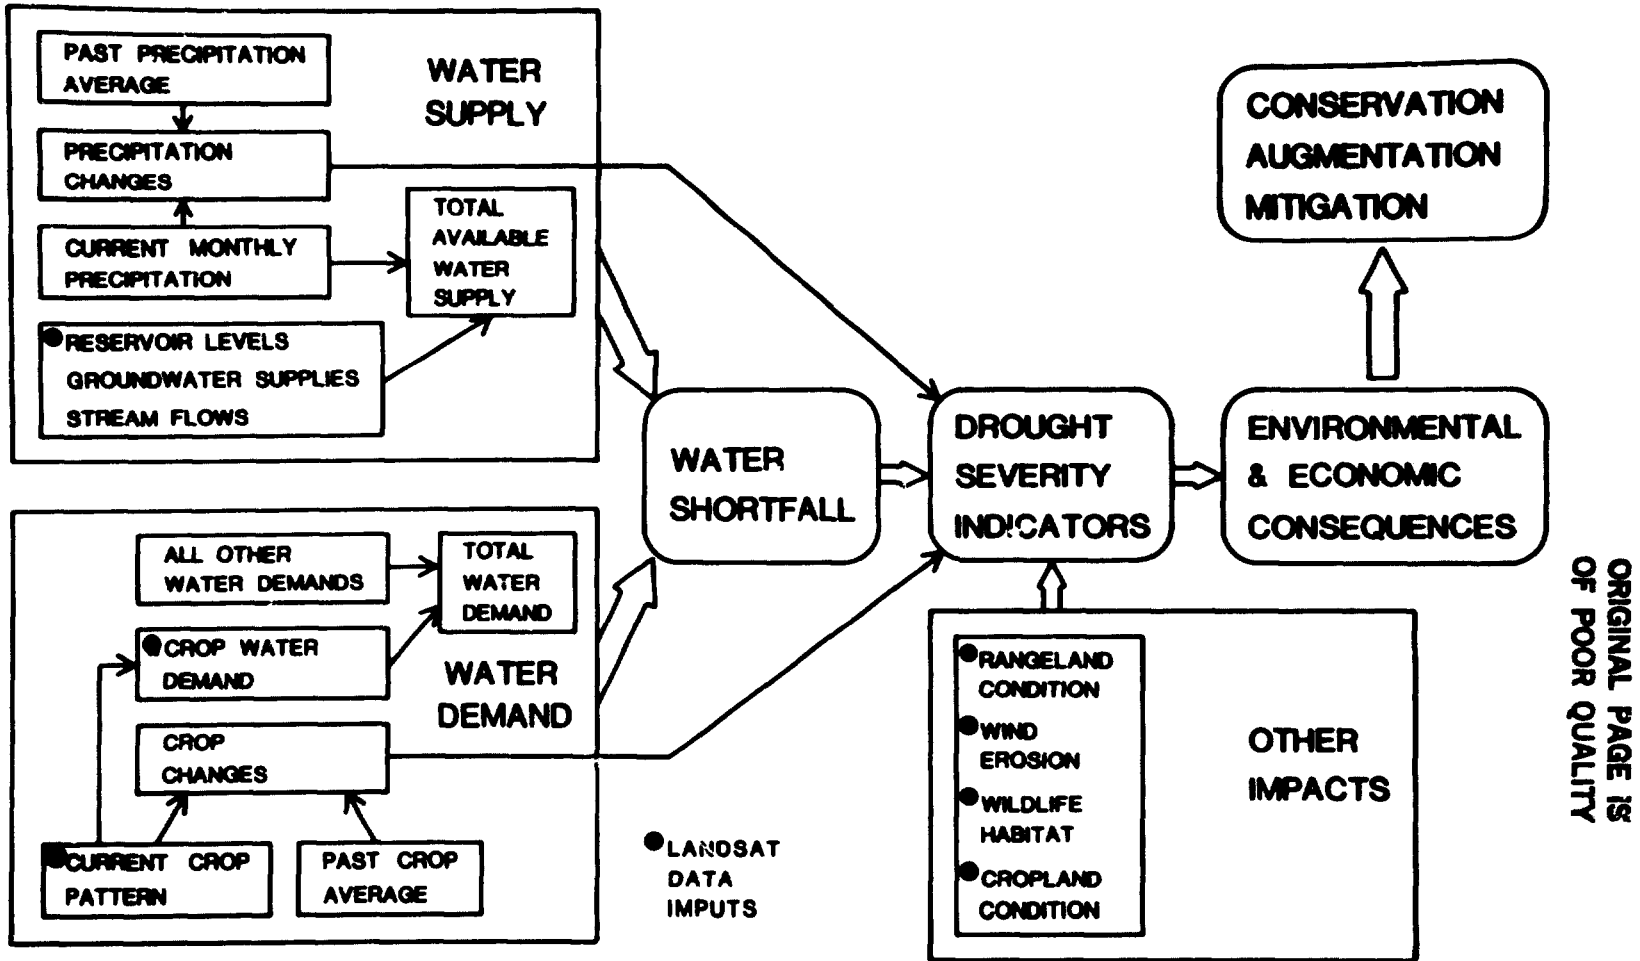 WATER
SUPPLY
PAST PRECIPITATION
AVERAGE
PRECIPITATION
CHANGES
CURRENT MONTHLY
PRECIPITATION
TOTAL
AVAILABLE
WATER
SUPPLY
RESERVOIR LEVELS
GROUNDWATER SUPPLIES
STREAM FLOWS
ALL OTHER
WATER DEMANDS
TOTAL
WATER
DEMAND
CROP WATER
DEMAND
WATER
DEMAND
CROP
CHANGES
CURRENT CROP
PATTERN
PAST CROP
AVERAGE
WATER
SHORTFALL
DROUGHT
SEVERITY
INDICATORS
ENVIRONMENTAL
& ECONOMIC
CONSEQUENCES
CONSERVATION
AUGMENTATION
MITIGATION
LANDSAT
DATA
IMPUTS
RANGELAND
CONDITION
WIND
EROSION
WILDLIFE
HABITAT
CROPLAND
CONDITION
OTHER
IMPACTS
ORIGINAL PAGE IS
OF POOR QUALITY